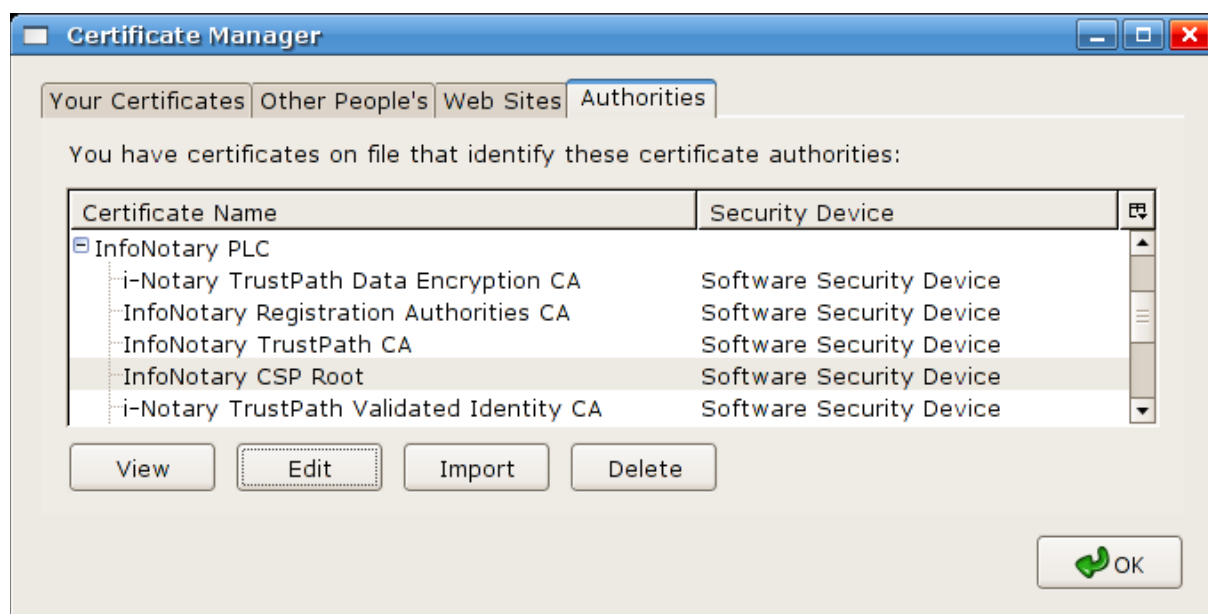 Certificate Manager
Your Certificates Other People's Web Sites Authorities
You have certificates on file that identify these certificate authorities:
Certificate Name Security Device
InfoNotary PLC
i-Notary TrustPath Data Encryption CA Software Security Device
InfoNotary Registration Authorities CA Software Security Device
InfoNotary TrustPath CA Software Security Device
InfoNotary CSP Root Software Security Device
i-Notary TrustPath Validated Identity CA Software Security Device
View Edit Import Delete
OK